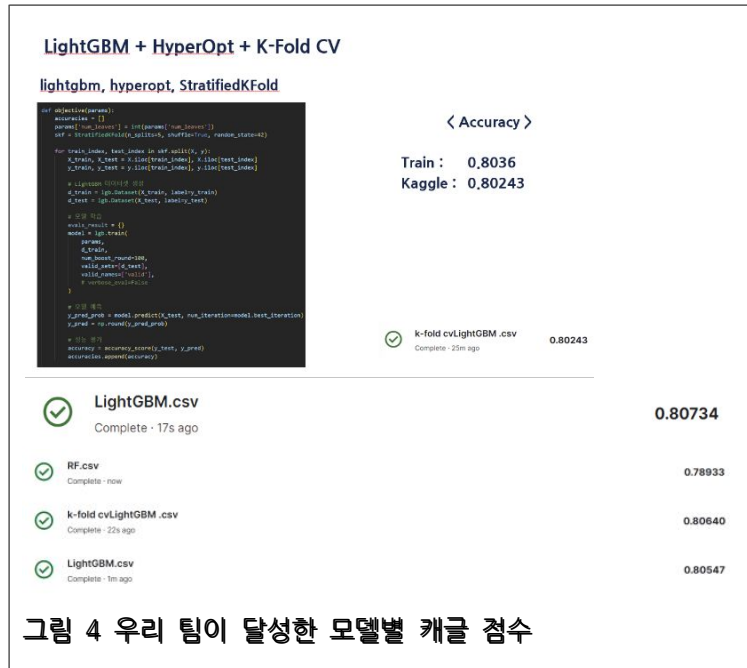 LightGBM + HyperOpt + K-Fold CV
lightgbm, hyperopt, StratifiedKFold
def objective(params):
accuracies = []
params['num_leaves'] = int(params['num_leaves'])
skf = StratifiedKFold(n_splits=5, shuffle=True, random_state=42)
for train_index, test_index in skf.split(X, y):
X_train, X_test = X.iloc[train_index], X.iloc[test_index]
y_train, y_test = y.iloc[train_index], y.iloc[test_index]
# LightGBM 데이터셋 생성
d_train = lgb.Dataset(X_train, label=y_train)
d_test = lgb.Dataset(X_test, label=y_test)
# 모델 학습
evals_result = {}
model = lgb.train(
params,
d_train,
num_boost_round=100,
valid_sets=[d_test],
valid_names=['valid'],
# verbose_eval=False
)
# 모델 예측
y_pred_prob = model.predict(X_test, num_iteration=model.best_iteration)
y_pred = np.round(y_pred_prob)
# 성능 평가
accuracy = accuracy_score(y_test, y_pred)
accuracies.append(accuracy)
< Accuracy >
Train : 0.8036
Kaggle : 0.80243
k-fold cvLightGBM .csv 0.80243
Complete · 25m ago
LightGBM.csv 0.80734
Complete · 17s ago
RF.csv 0.78933
Complete · now
k-fold cvLightGBM .csv 0.80640
Complete · 22s ago
LightGBM.csv 0.80547
Complete · 1m ago
그림 4 우리 팀이 달성한 모델별 캐글 점수